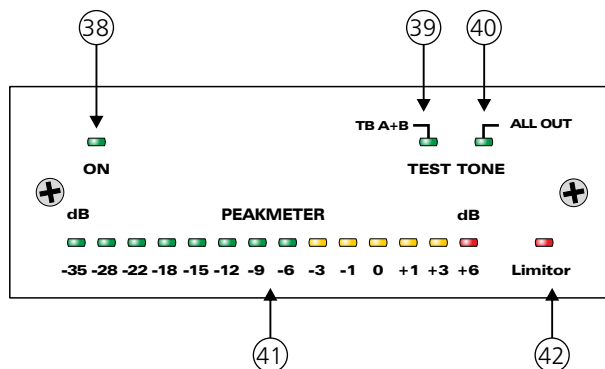 38 39 40
TB A+B ALL OUT
ON TEST TONE
dB PEAKMETER dB
-35 -28 -22 -18 -15 -12 -9 -6 -3 -1 0 +1 +3 +6 Limitor
41 42